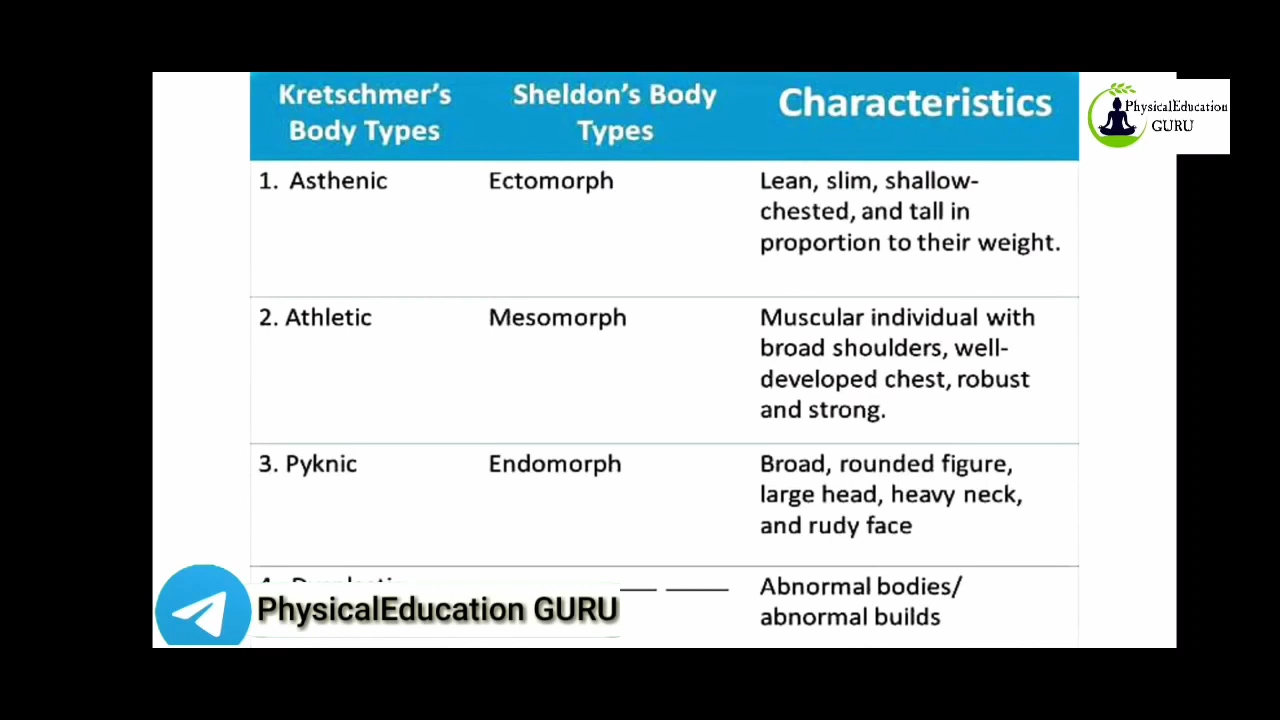 Kretschmer's
Body Types
Sheldon's Body
Types
Characteristics
PhysicalEducation
GURU
1. Asthenic
Ectomorph
Lean, slim, shallow-
chested, and tall in
proportion to their weight.
2. Athletic
Mesomorph
Muscular individual with
broad shoulders, well-
developed chest, robust
and strong.
3. Pyknic
Endomorph
Broad, rounded figure,
large head, heavy neck,
and rudy face
Abnormal bodies/
abnormal builds
PhysicalEducation GURU